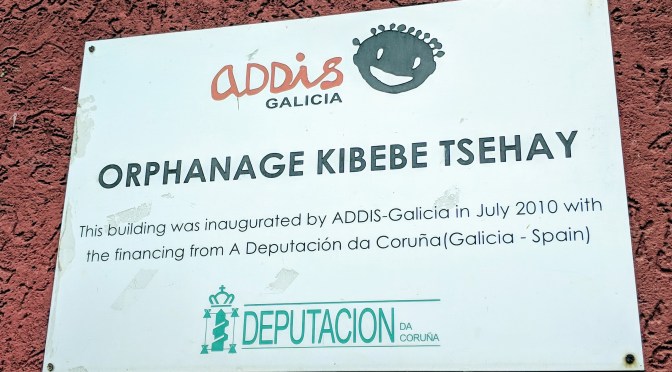 ADDIS
GALICIA
ORPHANAGE KIBEBE TSEHAY
This building was inaugurated by ADDIS-Galicia in July 2010 with
the financing from A Deputación da Coruña(Galicia - Spain)
DEPUTACION DA CORUÑA